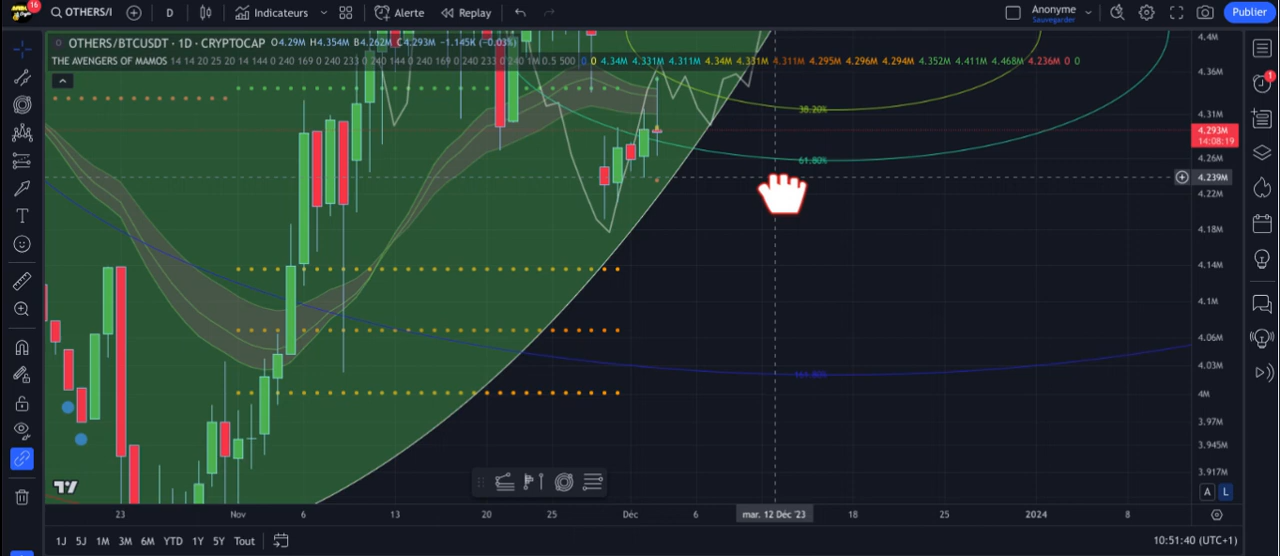 16 OTHERS/I D Indicateurs Alerte Replay Anonyme Sauvegarder Publier
OTHERS/BTCUSDT · 1D · CRYPTOCAP O4.29M H4.354M B4.262M C4.293M −1.145K (−0.03%)
THE AVENGERS OF MAMOS 14 14 20 25 20 14 144 0 240 169 0 240 233 0 240 144 0 240 169 0 240 233 0 240 1M 0.5 500 0 0 4.34M 4.331M 4.311M 4.34M 4.331M 4.311M 4.295M 4.296M 4.294M 4.352M 4.411M 4.468M 4.236M 0 0
4.4M
4.36M
38.20%
4.31M
4.293M
14:08:19
61.80%
4.26M
4.239M
4.22M
4.18M
4.14M
4.1M
4.06M
4.03M
161.80%
4M
3.97M
3.945M
3.917M
A L
23 Nov 6 13 20 25 Déc 6 mar. 12 Déc '23 18 25 2024 8
1J 5J 1M 3M 6M YTD 1Y 5Y Tout 10:51:40 (UTC+1)
1